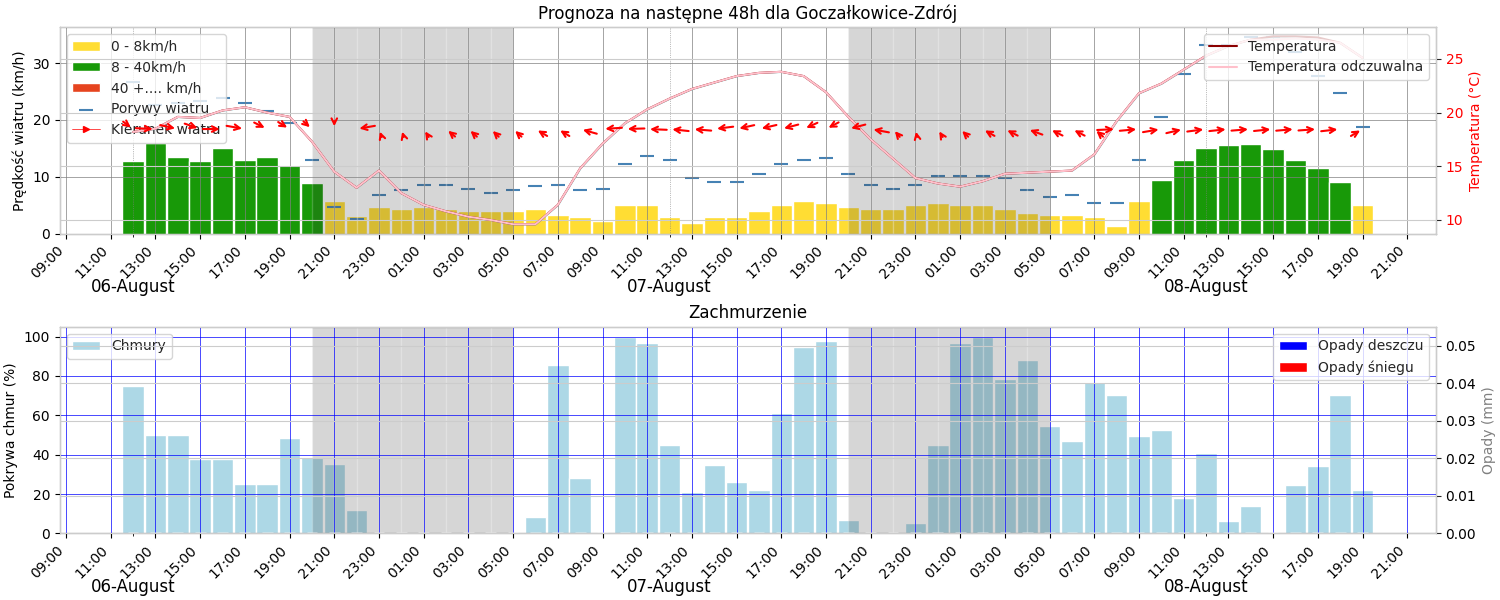 Prognoza na następne 48h dla Goczałkowice-Zdrój
Prędkość wiatru (km/h)
30
20
10
0
0 - 8km/h
8 - 40km/h
40 +.... km/h
Porywy wiatru
Kierunek wiatru
Temperatura
Temperatura odczuwalna
25
20
15
10
Temperatura (°C)
09:00 11:00 13:00 15:00 17:00 19:00 21:00 23:00 01:00 03:00 05:00 07:00 09:00 11:00 13:00 15:00 17:00 19:00 21:00 23:00 01:00 03:00 05:00 07:00 09:00 11:00 13:00 15:00 17:00 19:00 21:00
06-August 07-August 08-August
Zachmurzenie
Pokrywa chmur (%)
100
80
60
40
20
0
Chmury
Opady deszczu
Opady śniegu
0.05
0.04
0.03
0.02
0.01
0.00
Opady (mm)
09:00 11:00 13:00 15:00 17:00 19:00 21:00 23:00 01:00 03:00 05:00 07:00 09:00 11:00 13:00 15:00 17:00 19:00 21:00 23:00 01:00 03:00 05:00 07:00 09:00 11:00 13:00 15:00 17:00 19:00 21:00
06-August 07-August 08-August